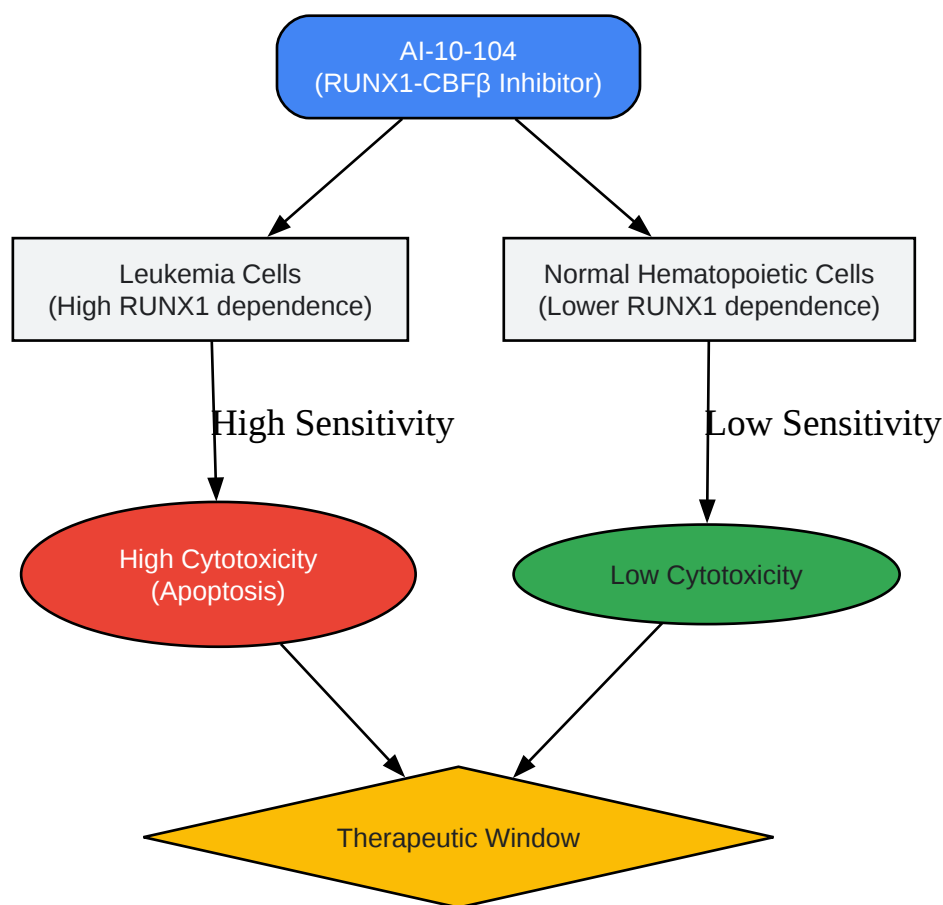 AI-10-104
(RUNX1-CBFβ Inhibitor)
Leukemia Cells
(High RUNX1 dependence)
Normal Hematopoietic Cells
(Lower RUNX1 dependence)
High Sensitivity
Low Sensitivity
High Cytotoxicity
(Apoptosis)
Low Cytotoxicity
Therapeutic Window